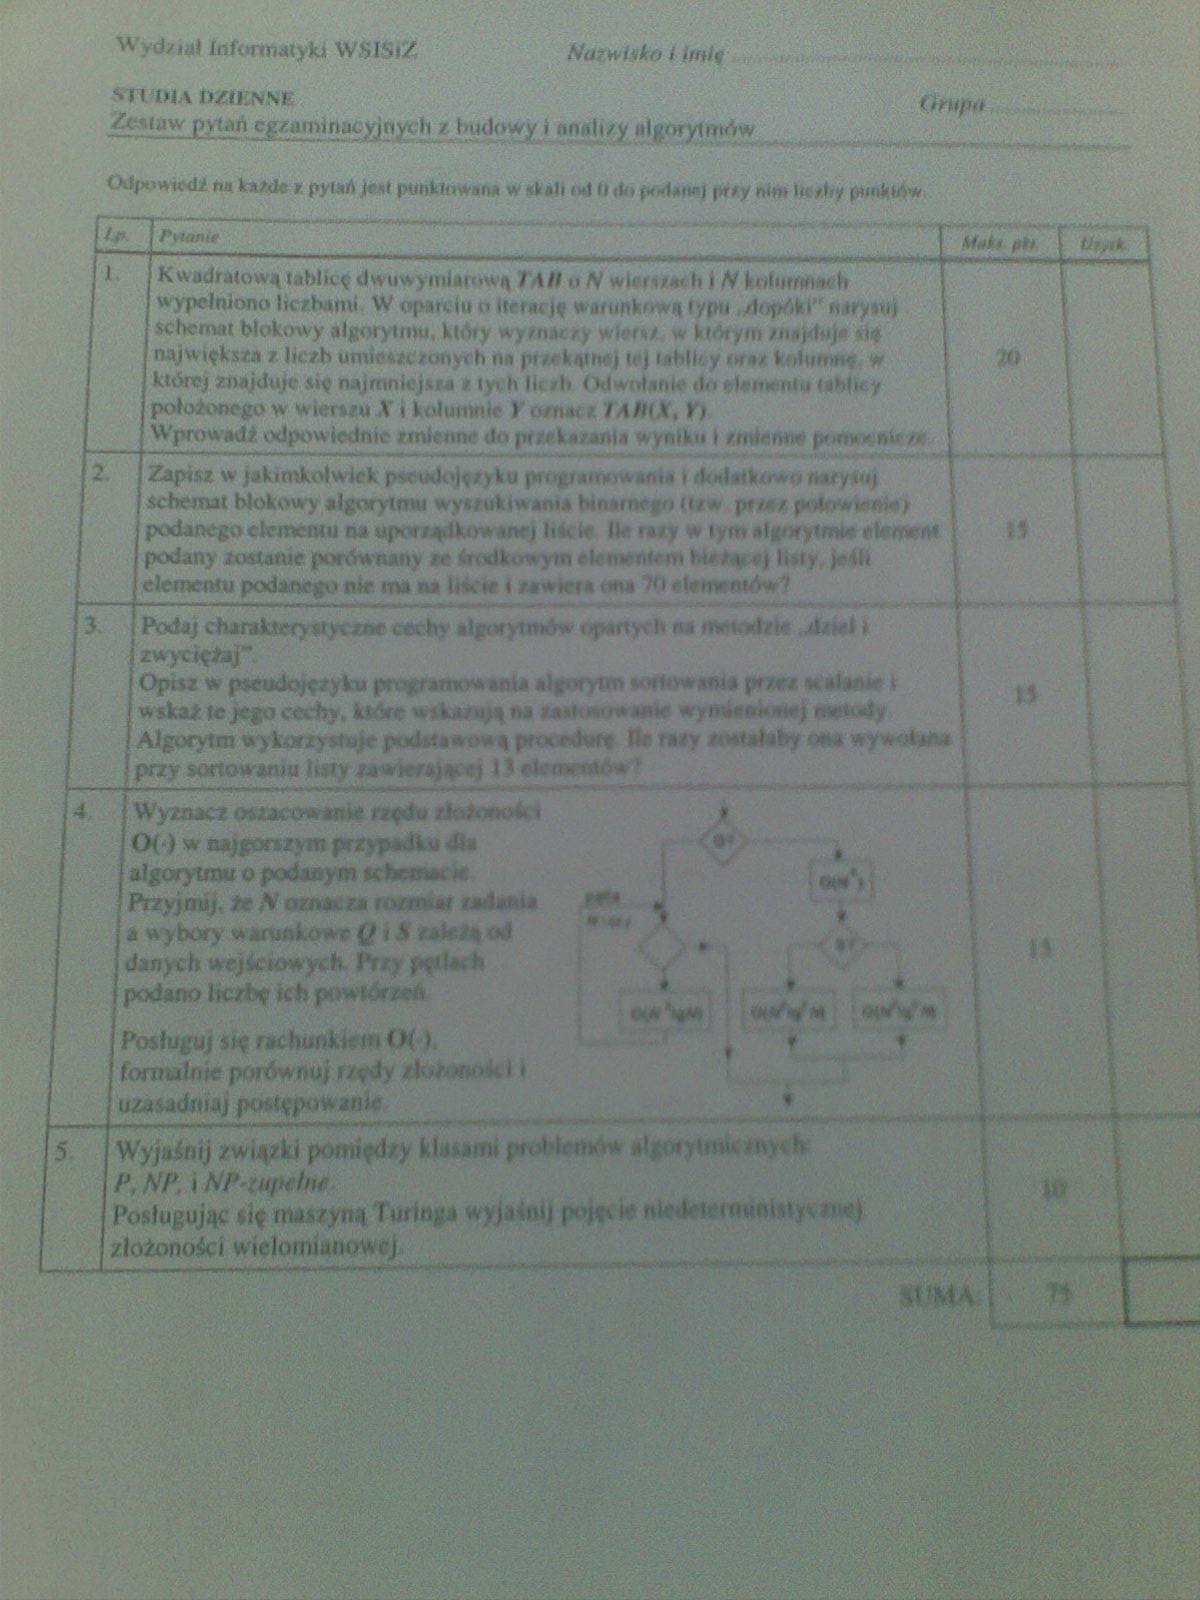 Wydział Informatyki WSISiZ Nazwisko i imię
STUDIA DZIENNE Grupa
Zestaw pytań egzaminacyjnych z budowy i analizy algorytmów
Odpowiedź na każde z pytań jest punktowana w skali od 0 do podanej przy nim liczby punktów.
Lp. Pytanie Maks. pkt. Uzysk.
1. Kwadratową tablicę dwuwymiarową TAB o N wierszach i N kolumnach
wypełniono liczbami. W oparciu o iterację warunkową typu „dopóki” narysuj
schemat blokowy algorytmu, który wyznaczy wiersz, w którym znajduje się
największa z liczb umieszczonych na przekątnej tej tablicy oraz kolumnę, w
której znajduje się najmniejsza z tych liczb. Odwołanie do elementu tablicy
położonego w wierszu X i kolumnie Y oznacz TAB(X, Y).
Wprowadź odpowiednie zmienne do przekazania wyniku i zmienne pomocnicze.
20
2. Zapisz w jakimkolwiek pseudojęzyku programowania i dodatkowo narysuj
schemat blokowy algorytmu wyszukiwania binarnego (tzw. przez połowienie)
podanego elementu na uporządkowanej liście. Ile razy w tym algorytmie element
podany zostanie porównany ze środkowym elementem bieżącej listy, jeśli
elementu podanego nie ma na liście i zawiera ona 70 elementów?
15
3. Podaj charakterystyczne cechy algorytmów opartych na metodzie „dziel i
zwyciężaj”.
Opisz w pseudojęzyku programowania algorytm sortowania przez scalanie i
wskaż te jego cechy, które wskazują na zastosowanie wymienionej metody.
Algorytm wykorzystuje podstawową procedurę. Ile razy zostałaby ona wywołana
przy sortowaniu listy zawierającej 13 elementów?
15
4. Wyznacz oszacowanie rzędu złożoności
O(·) w najgorszym przypadku dla
algorytmu o podanym schemacie.
Przyjmij, że N oznacza rozmiar zadania
a wybory warunkowe Q i S zależą od
danych wejściowych. Przy pętlach
podano liczbę ich powtórzeń.
Posługuj się rachunkiem O(·),
formalnie porównuj rzędy złożoności i
uzasadniaj postępowanie.
Q?
pętla
15
5. Wyjaśnij związki pomiędzy klasami problemów algorytmicznych:
P, NP, i NP-zupełne.
Posługując się maszyną Turinga wyjaśnij pojęcie niedeterministycznej
złożoności wielomianowej.
10
SUMA: 75